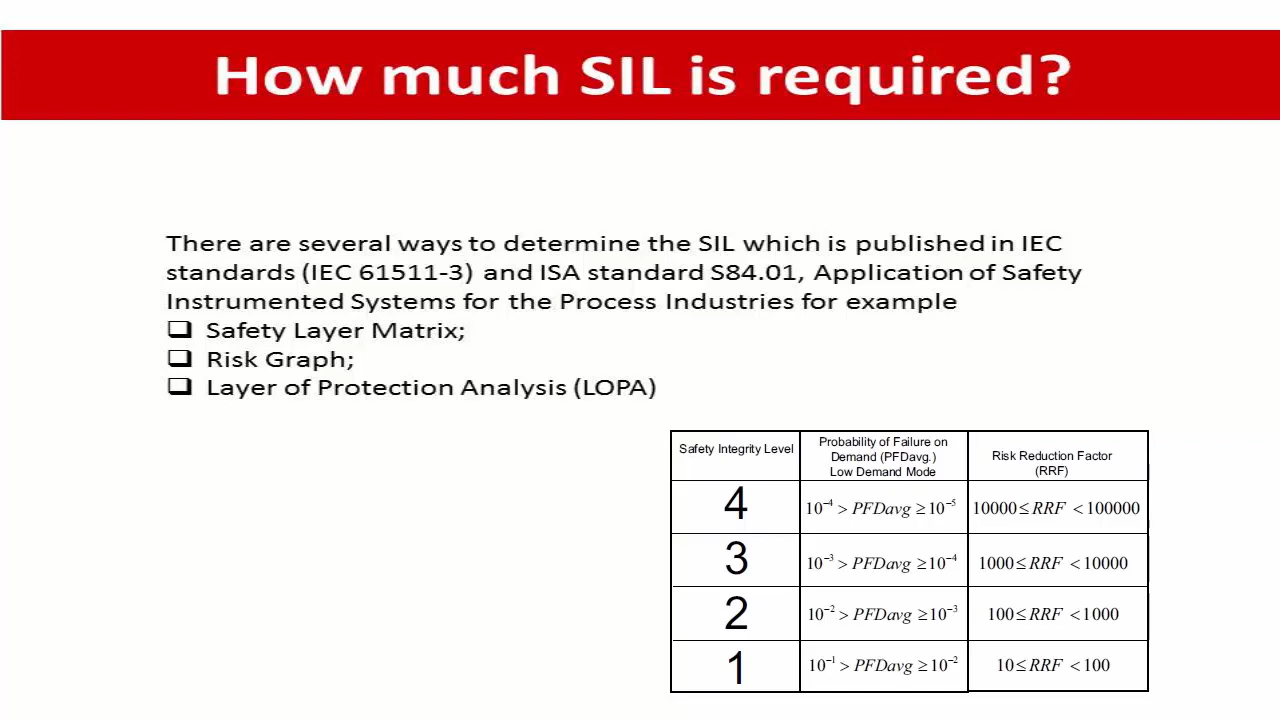 How much SIL is required?
There are several ways to determine the SIL which is published in IEC
standards (IEC 61511-3) and ISA standard S84.01, Application of Safety
Instrumented Systems for the Process Industries for example
❑ Safety Layer Matrix;
❑ Risk Graph;
❑ Layer of Protection Analysis (LOPA)
Safety Integrity Level
Probability of Failure on
Demand (PFDavg.)
Low Demand Mode
Risk Reduction Factor
(RRF)
4 10⁻⁴ > PFDavg ≥ 10⁻⁵ 10000 ≤ RRF < 100000
3 10⁻³ > PFDavg ≥ 10⁻⁴ 1000 ≤ RRF < 10000
2 10⁻² > PFDavg ≥ 10⁻³ 100 ≤ RRF < 1000
1 10⁻¹ > PFDavg ≥ 10⁻² 10 ≤ RRF < 100